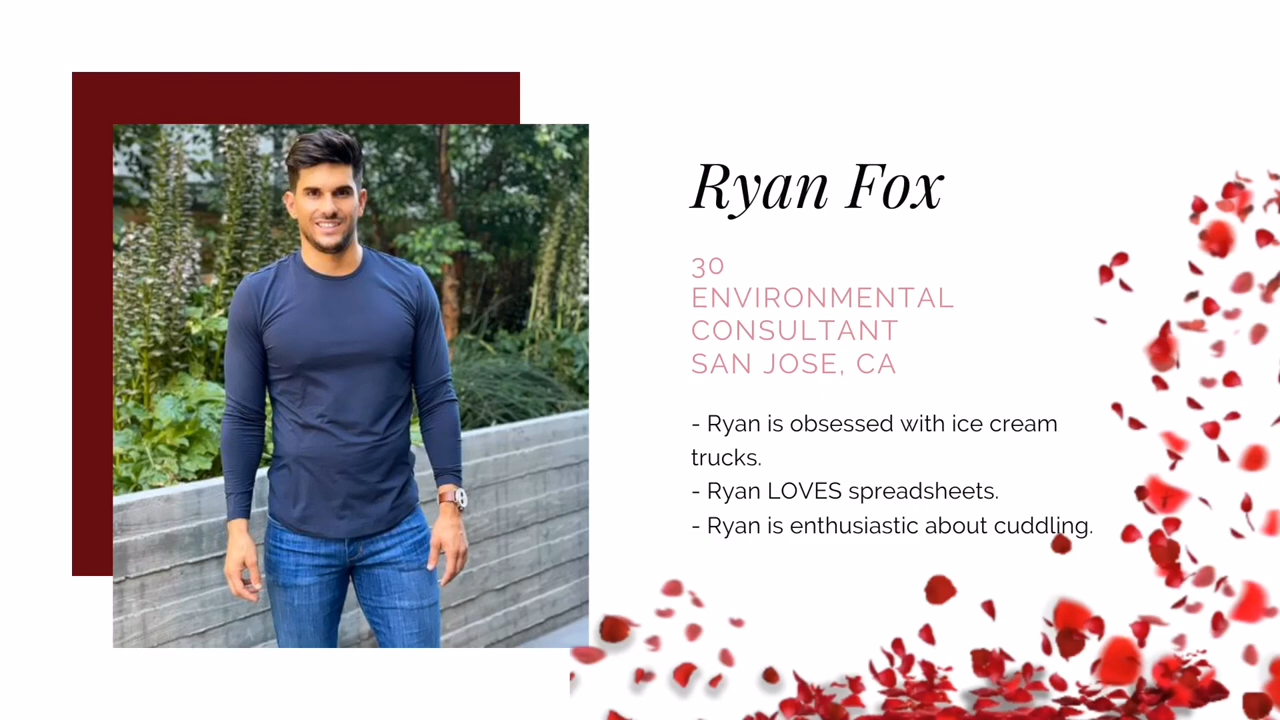 Ryan Fox
30
ENVIRONMENTAL
CONSULTANT
SAN JOSE, CA
- Ryan is obsessed with ice cream
trucks.
- Ryan LOVES spreadsheets.
- Ryan is enthusiastic about cuddling.